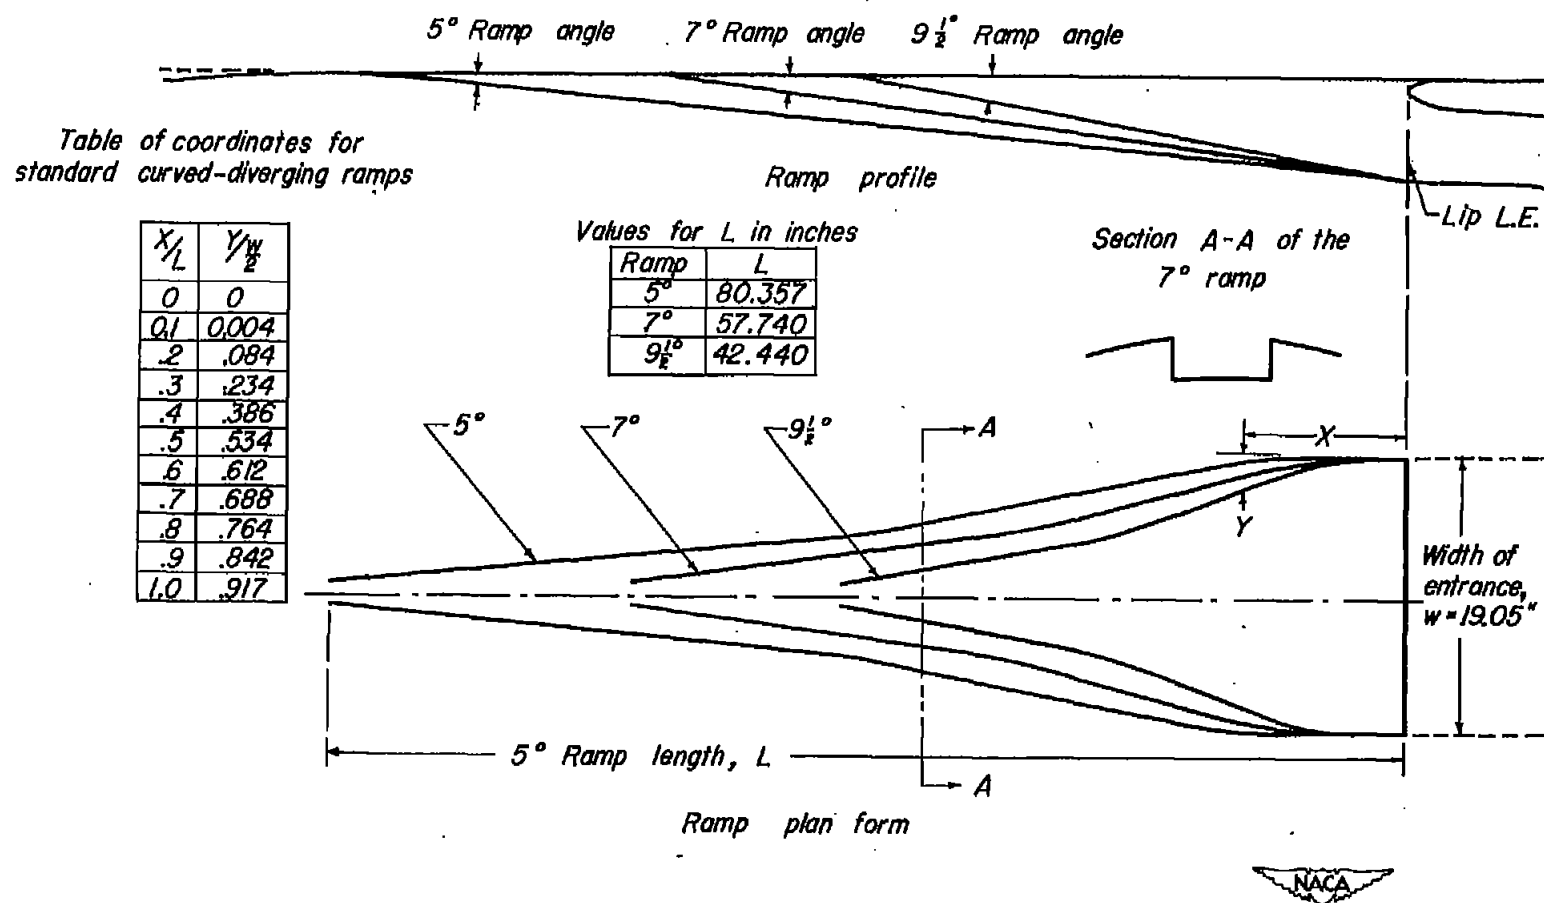 5° Ramp angle 7° Ramp angle 9 1/2° Ramp angle
Table of coordinates for
standard curved-diverging ramps
Ramp profile
Lip L.E.
X/L Y/w/2
0 0
0.1 0.004
.2 .084
.3 .234
.4 .386
.5 .534
.6 .612
.7 .688
.8 .764
.9 .842
1.0 .917
Values for L in inches
Ramp L
5° 80.357
7° 57.740
9 1/2° 42.440
Section A-A of the
7° ramp
5° 7° 9 1/2° A X
Y
Width of
entrance,
w=19.05"
5° Ramp length, L
A
Ramp plan form
NACA